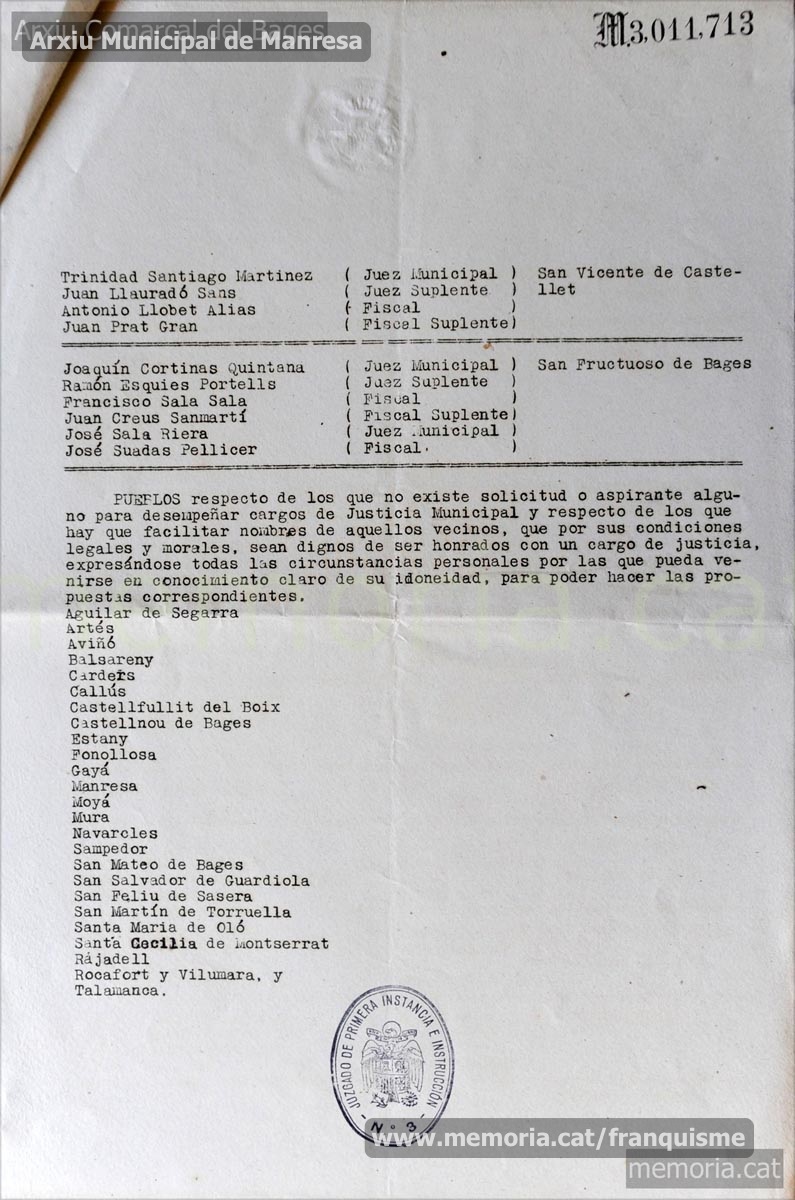 Arxiu Comarcal del Bages
Arxiu Municipal de Manresa
M.3,011,713
Trinidad Santiago Martinez ( Juez Municipal ) San Vicente de Caste-
Juan Llauradó Sans ( Juez Suplente ) llet
Antonio Llobet Alias ( Fiscal )
Juan Prat Gran ( Fiscal Suplente)
Joaquín Cortinas Quintana ( Juez Municipal ) San Fructuoso de Bages
Ramón Esquies Portells ( Juez Suplente )
Francisco Sala Sala ( Fiscal )
Juan Creus Sanmartí ( Fiscal Suplente)
José Sala Riera ( Juez Municipal )
José Suadas Pellicer ( Fiscal. )
PUEBLOS respecto de los que no existe solicitud o aspirante algu-
no para desempeñar cargos de Justicia Municipal y respecto de los que
hay que facilitar nombres de aquellos vecinos, que por sus condiciones
legales y morales, sean dignos de ser honrados con un cargo de justicia,
expresándose todas las circunstancias personales por las que pueda ve-
nirse en conocimiento claro de su idoneidad, para poder hacer las pro-
puestas correspondientes.
Aguilar de Segarra
Artés
Aviñó
Balsareny
Carders
Callús
Castellfullit del Boix
Castellnou de Bages
Estany
Fonollosa
Gayá
Manresa
Moyá
Mura
Navarcles
Sampedor
San Mateo de Bages
San Salvador de Guardiola
San Feliu de Sasera
San Martín de Torruella
Santa Maria de Oló
Santa Cecilia de Montserrat
Rájadell
Rocafort y Vilumara, y
Talamanca.
JUZGADO DE PRIMERA INSTANCIA E INSTRUCCIÓN
- Nº 3 -
www.memoria.cat/franquisme
memoria.cat